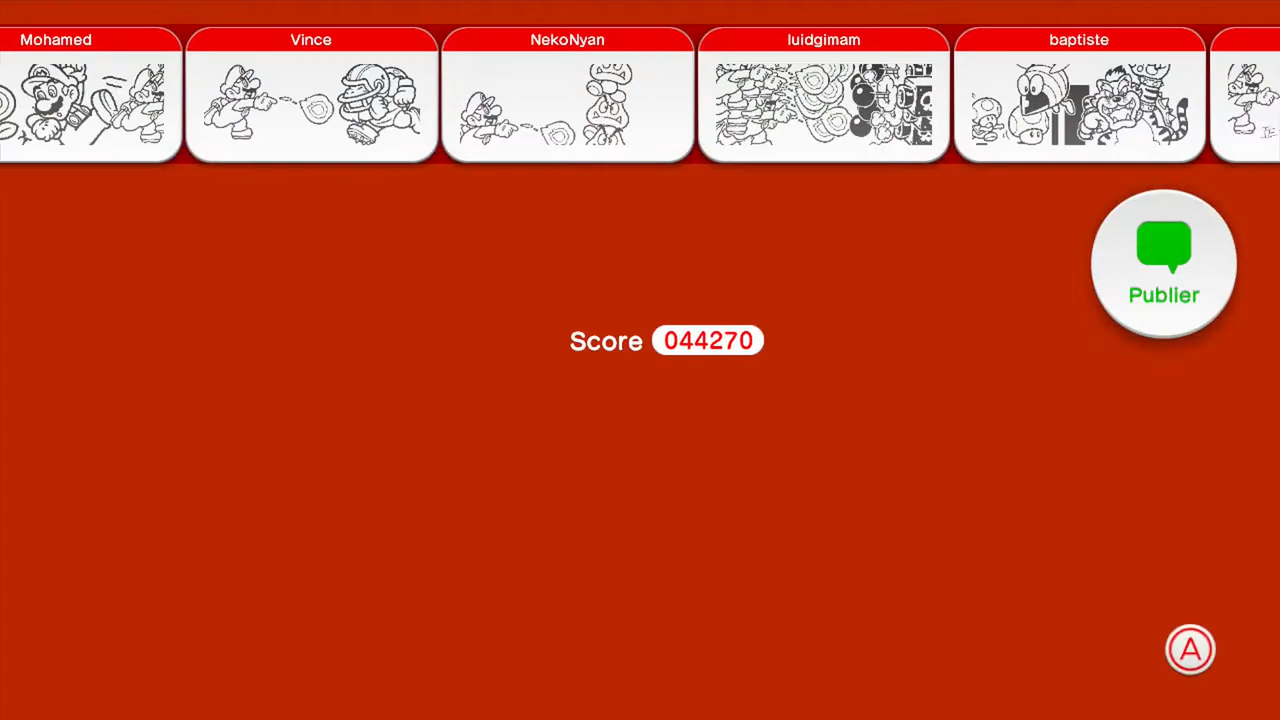 Mohamed
Vince
NekoNyan
luidgimam
baptiste
Publier
Score 044270
A